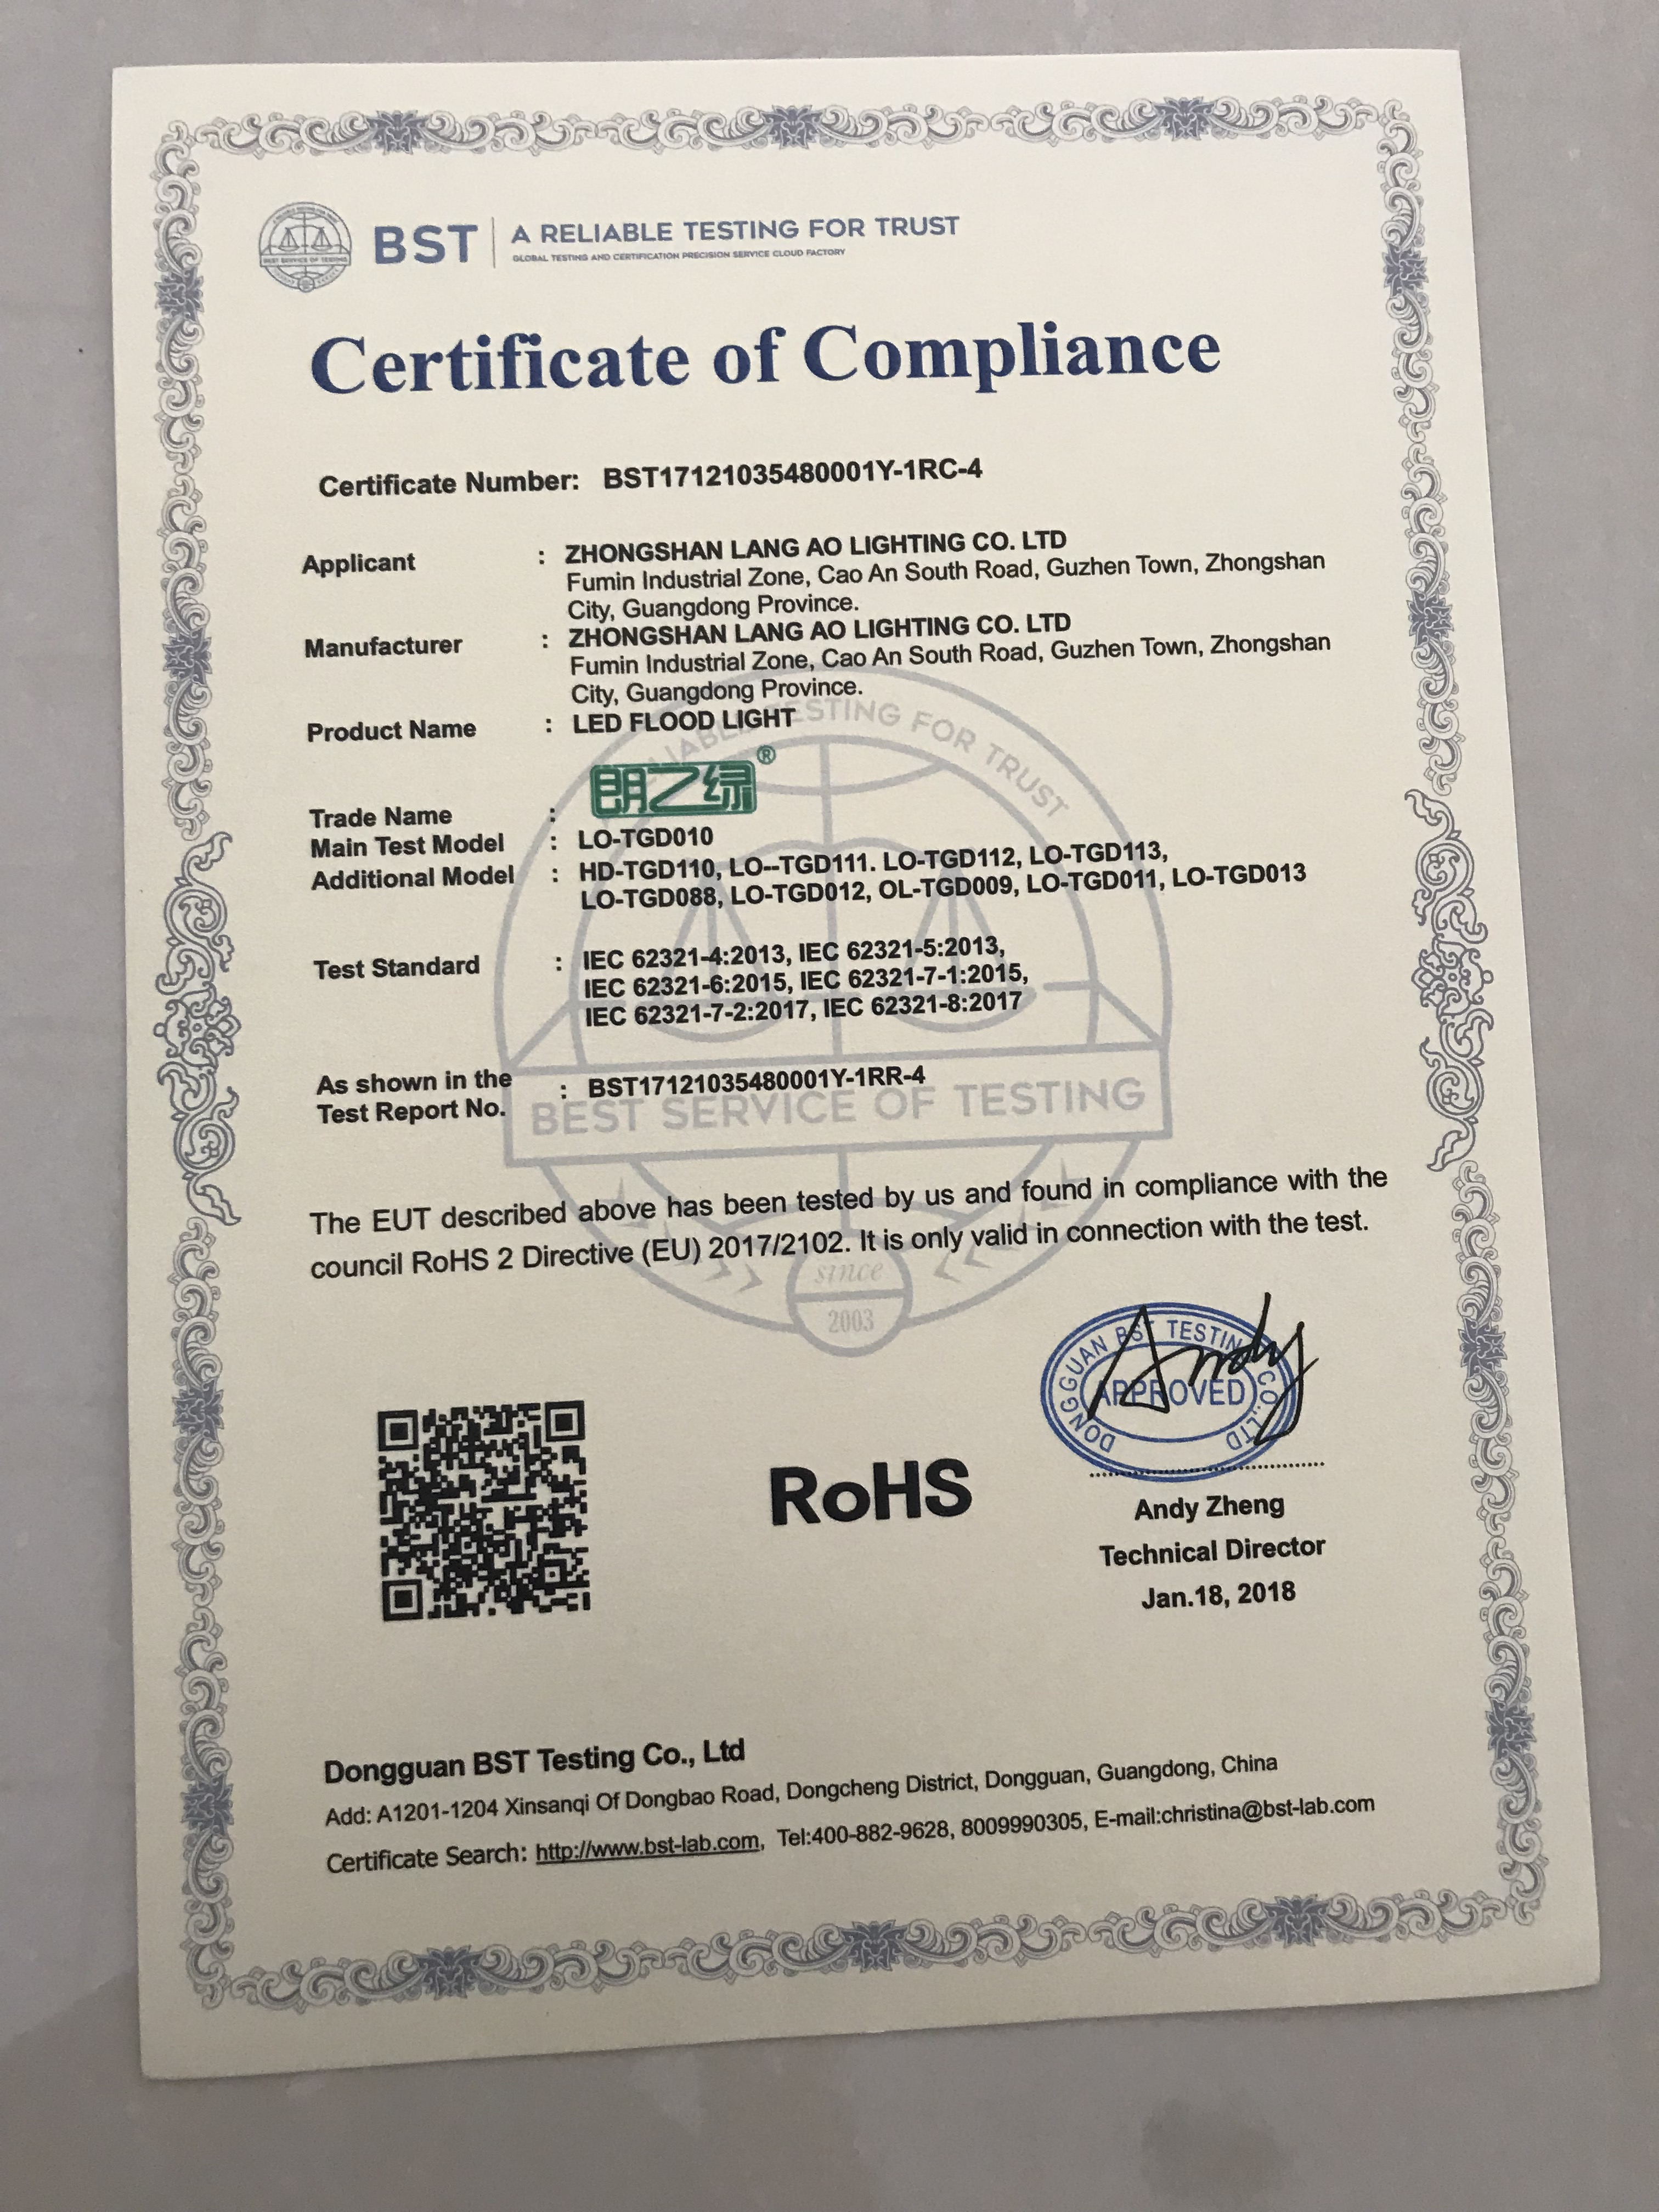 BEST SERVICE OF TESTING
BST
A RELIABLE TESTING FOR TRUST
GLOBAL TESTING AND CERTIFICATION PRECISION SERVICE CLOUD FACTORY
Certificate of Compliance
Certificate Number: BST17121035480001Y-1RC-4
Applicant : ZHONGSHAN LANG AO LIGHTING CO. LTD
Fumin Industrial Zone, Cao An South Road, Guzhen Town, Zhongshan
City, Guangdong Province.
Manufacturer : ZHONGSHAN LANG AO LIGHTING CO. LTD
Fumin Industrial Zone, Cao An South Road, Guzhen Town, Zhongshan
City, Guangdong Province.
Product Name : LED FLOOD LIGHT
Trade Name : 朗之绿®
Main Test Model : LO-TGD010
Additional Model : HD-TGD110, LO--TGD111. LO-TGD112, LO-TGD113,
LO-TGD088, LO-TGD012, OL-TGD009, LO-TGD011, LO-TGD013
Test Standard : IEC 62321-4:2013, IEC 62321-5:2013,
IEC 62321-6:2015, IEC 62321-7-1:2015,
IEC 62321-7-2:2017, IEC 62321-8:2017
As shown in the
Test Report No. : BST17121035480001Y-1RR-4
RELIABLE TESTING FOR TRUST
BEST SERVICE OF TESTING
since
2003
The EUT described above has been tested by us and found in compliance with the
council RoHS 2 Directive (EU) 2017/2102. It is only valid in connection with the test.
DONGGUAN BST TESTING CO.,LTD
APPROVED
Andy
RoHS
Andy Zheng
Technical Director
Jan.18, 2018
Dongguan BST Testing Co., Ltd
Add: A1201-1204 Xinsanqi Of Dongbao Road, Dongcheng District, Dongguan, Guangdong, China
Certificate Search: http://www.bst-lab.com, Tel:400-882-9628, 8009990305, E-mail:christina@bst-lab.com